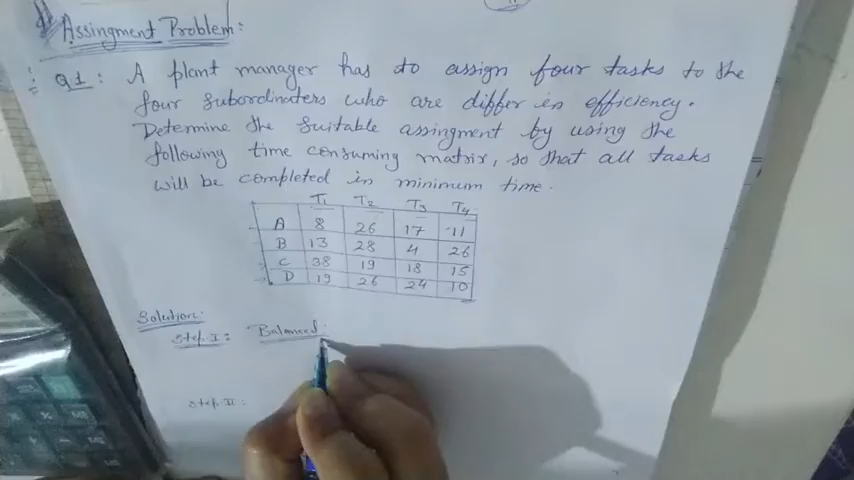 Assingment Problem:
Q1: A plant manager has to assign four tasks to the
four subordinaters who are differ in efficiency.
Determine the suitable assingment by using the
following time consuming matrix, so that all tasks
will be completed in minimum time.
T1 T2 T3 T4
A 8 26 17 11
B 13 28 4 26
C 38 19 18 15
D 19 26 24 10
Solution:
Step-I: Balanced
Step-II: